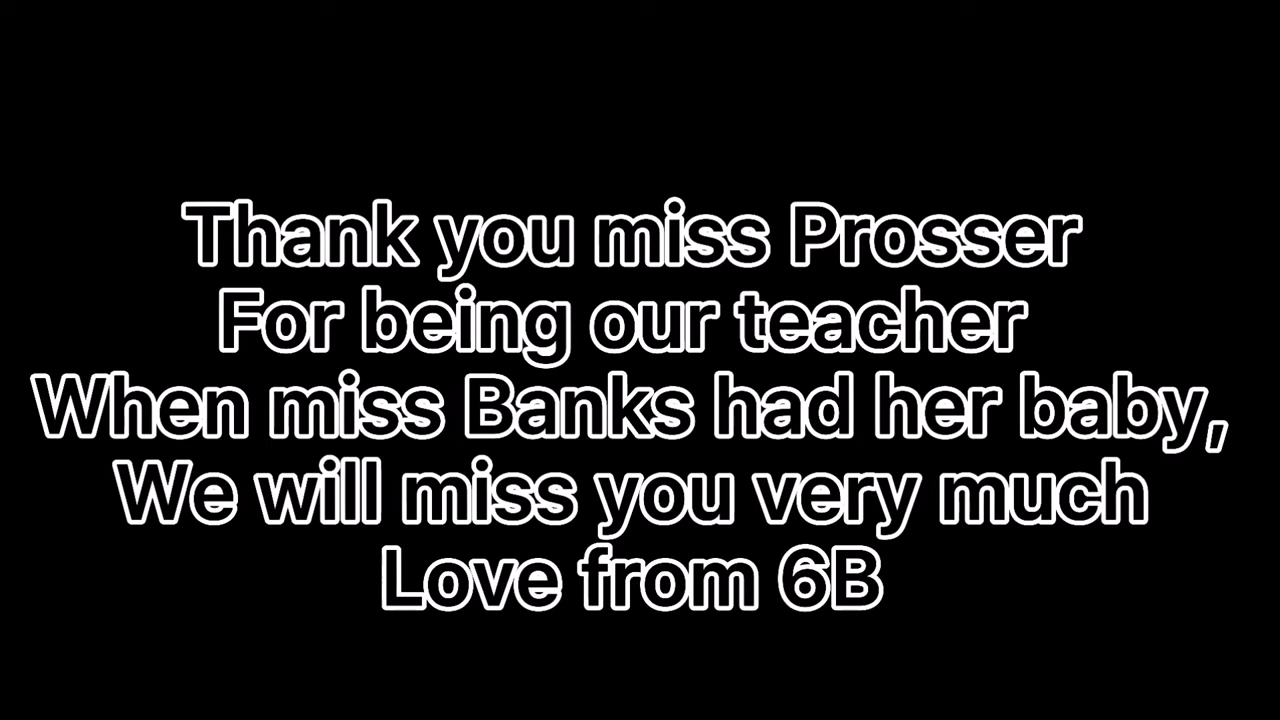 Thank you miss Prosser
For being our teacher
When miss Banks had her baby,
We will miss you very much
Love from 6B